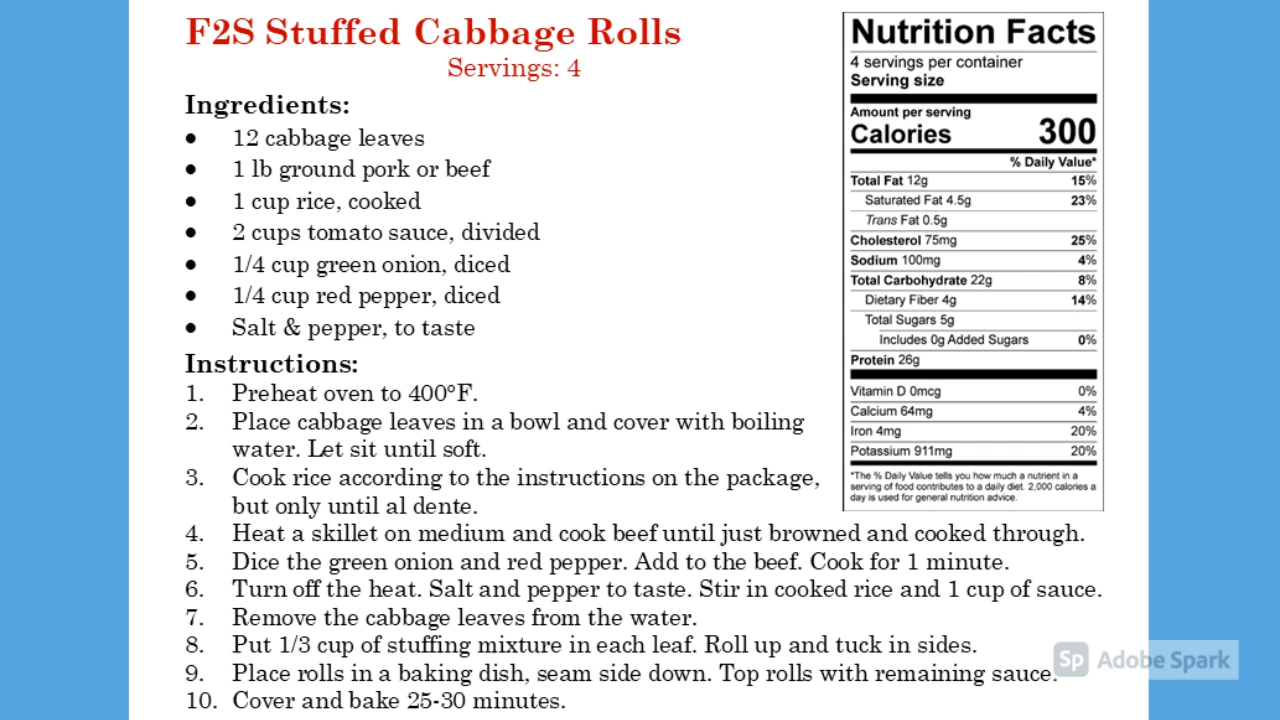 F2S Stuffed Cabbage Rolls
Servings: 4
Ingredients:
• 12 cabbage leaves
• 1 lb ground pork or beef
• 1 cup rice, cooked
• 2 cups tomato sauce, divided
• 1/4 cup green onion, diced
• 1/4 cup red pepper, diced
• Salt & pepper, to taste
Instructions:
1. Preheat oven to 400°F.
2. Place cabbage leaves in a bowl and cover with boiling
water. Let sit until soft.
3. Cook rice according to the instructions on the package,
but only until al dente.
4. Heat a skillet on medium and cook beef until just browned and cooked through.
5. Dice the green onion and red pepper. Add to the beef. Cook for 1 minute.
6. Turn off the heat. Salt and pepper to taste. Stir in cooked rice and 1 cup of sauce.
7. Remove the cabbage leaves from the water.
8. Put 1/3 cup of stuffing mixture in each leaf. Roll up and tuck in sides.
9. Place rolls in a baking dish, seam side down. Top rolls with remaining sauce.
10. Cover and bake 25-30 minutes.
Nutrition Facts
4 servings per container
Serving size
Amount per serving
Calories 300
% Daily Value*
Total Fat 12g 15%
Saturated Fat 4.5g 23%
Trans Fat 0.5g
Cholesterol 75mg 25%
Sodium 100mg 4%
Total Carbohydrate 22g 8%
Dietary Fiber 4g 14%
Total Sugars 5g
Includes 0g Added Sugars 0%
Protein 26g
Vitamin D 0mcg 0%
Calcium 64mg 4%
Iron 4mg 20%
Potassium 911mg 20%
*The % Daily Value tells you how much a nutrient in a
serving of food contributes to a daily diet. 2,000 calories a
day is used for general nutrition advice.
Sp Adobe Spark